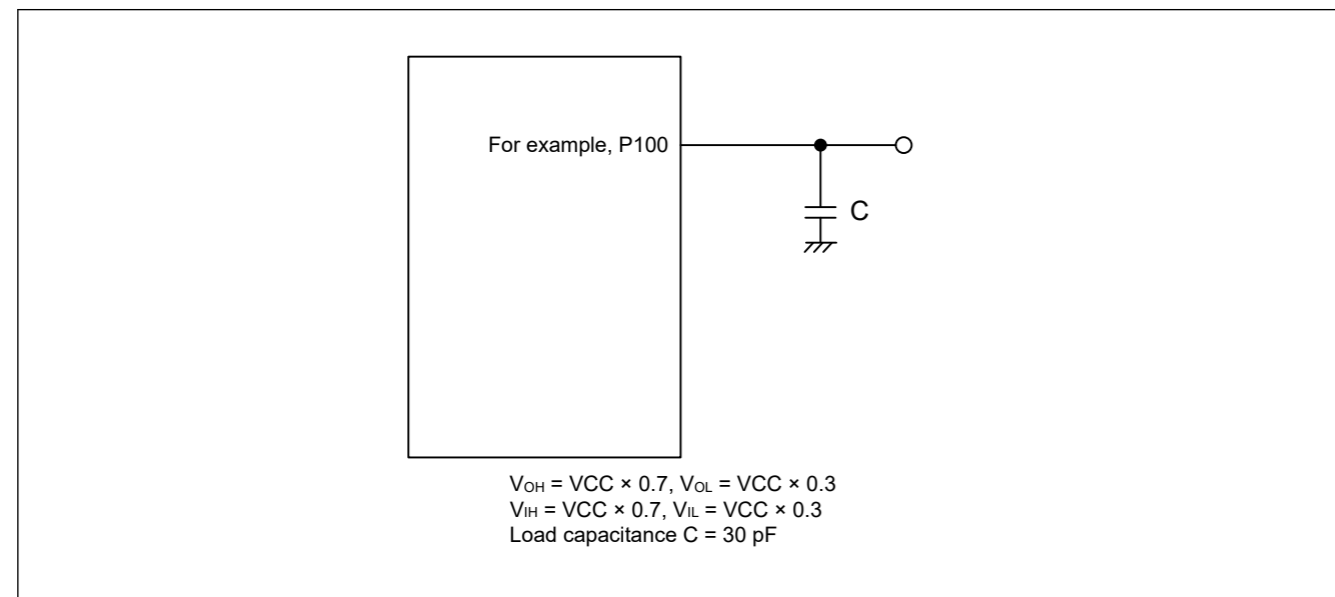 For example, P100
C
VOH = VCC × 0.7, VOL = VCC × 0.3
VIH = VCC × 0.7, VIL = VCC × 0.3
Load capacitance C = 30 pF